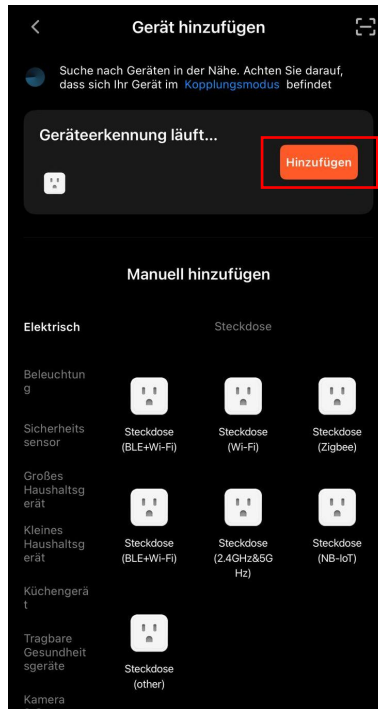 Gerät hinzufügen
Suche nach Geräten in der Nähe. Achten Sie darauf,
dass sich Ihr Gerät im Kopplungsmodus befindet
Geräteerkennung läuft...
Hinzufügen
Manuell hinzufügen
Elektrisch
Steckdose
Beleuchtun
g
Sicherheits
sensor
Großes
Haushaltsg
erät
Kleines
Haushaltsg
erät
Küchengerä
t
Tragbare
Gesundheit
sgeräte
Kamera
Steckdose
(BLE+Wi-Fi)
Steckdose
(Wi-Fi)
Steckdose
(Zigbee)
Steckdose
(BLE+Wi-Fi)
Steckdose
(2.4GHz&5G
Hz)
Steckdose
(NB-IoT)
Steckdose
(other)